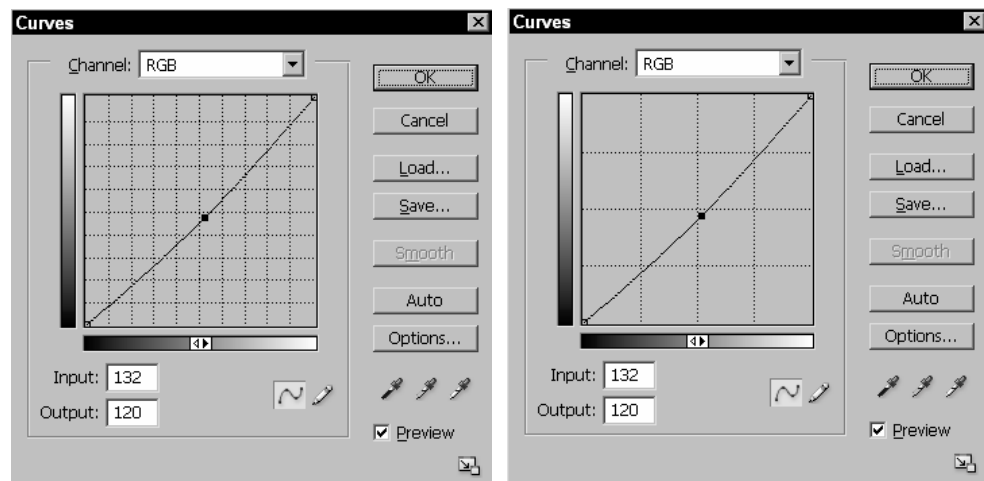 Curves
Channel: RGB
OK
Cancel
Load...
Save...
Smooth
Auto
Options...
Input: 132
Output: 120
Preview
Curves
Channel: RGB
OK
Cancel
Load...
Save...
Smooth
Auto
Options...
Input: 132
Output: 120
Preview